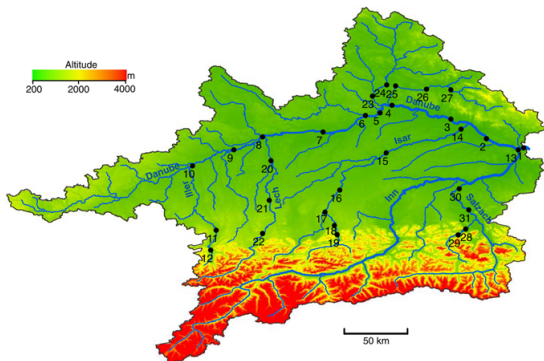 Altitude
m
200 2000 4000
24 25 26 27
23
Danube
6 5 4
3
7
8
14
2
Isar
9
15
13 1
Danube
10
20
Iller
Lech
16
Inn
30
Salzach
21
17
31
11
22
18
28
19
29
12
50 km